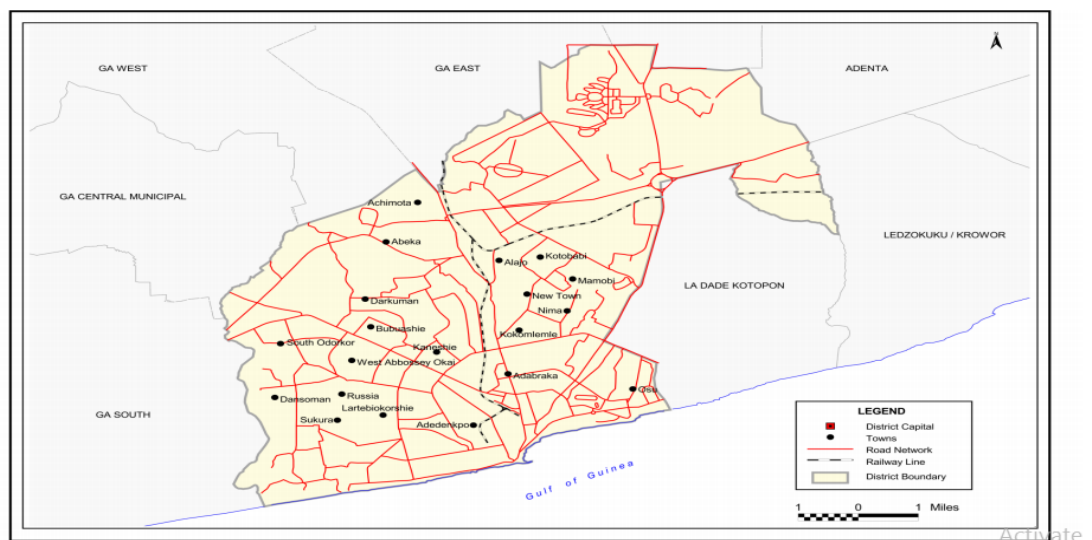 GA WEST
GA EAST
ADENTA
GA CENTRAL MUNICIPAL
Achimota
LEDZOKUKU / KROWOR
Abeka
Kotobabi
Alajo
Mamobi
LA DADE KOTOPON
New Town
Darkuman
Nima
Bubuashie
Kokomlemle
South Odorkor
Kaneshie
West Abbossey Okai
Adabraka
Osu
Dansoman
Russia
GA SOUTH
Lartebiokorshie
Sukura
Adedenkpo
Gulf of Guinea
LEGEND
District Capital
Towns
Road Network
Railway Line
District Boundary
1 0 1 Miles
Activate